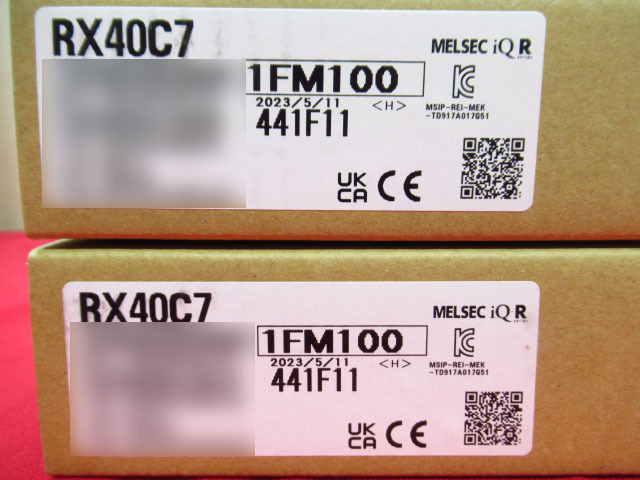 RX40C7
MELSEC iQ R
1FM100
2023/5/11 <H>
MSIP-REI-MEK
-TD917A017G51
441F11
UK
CA CE
RX40C7
MELSEC iQ-R
1FM100
2023/5/11 <H>
MSIP-REI-MEK
-TD917A017G51
441F11
UK
CA CE